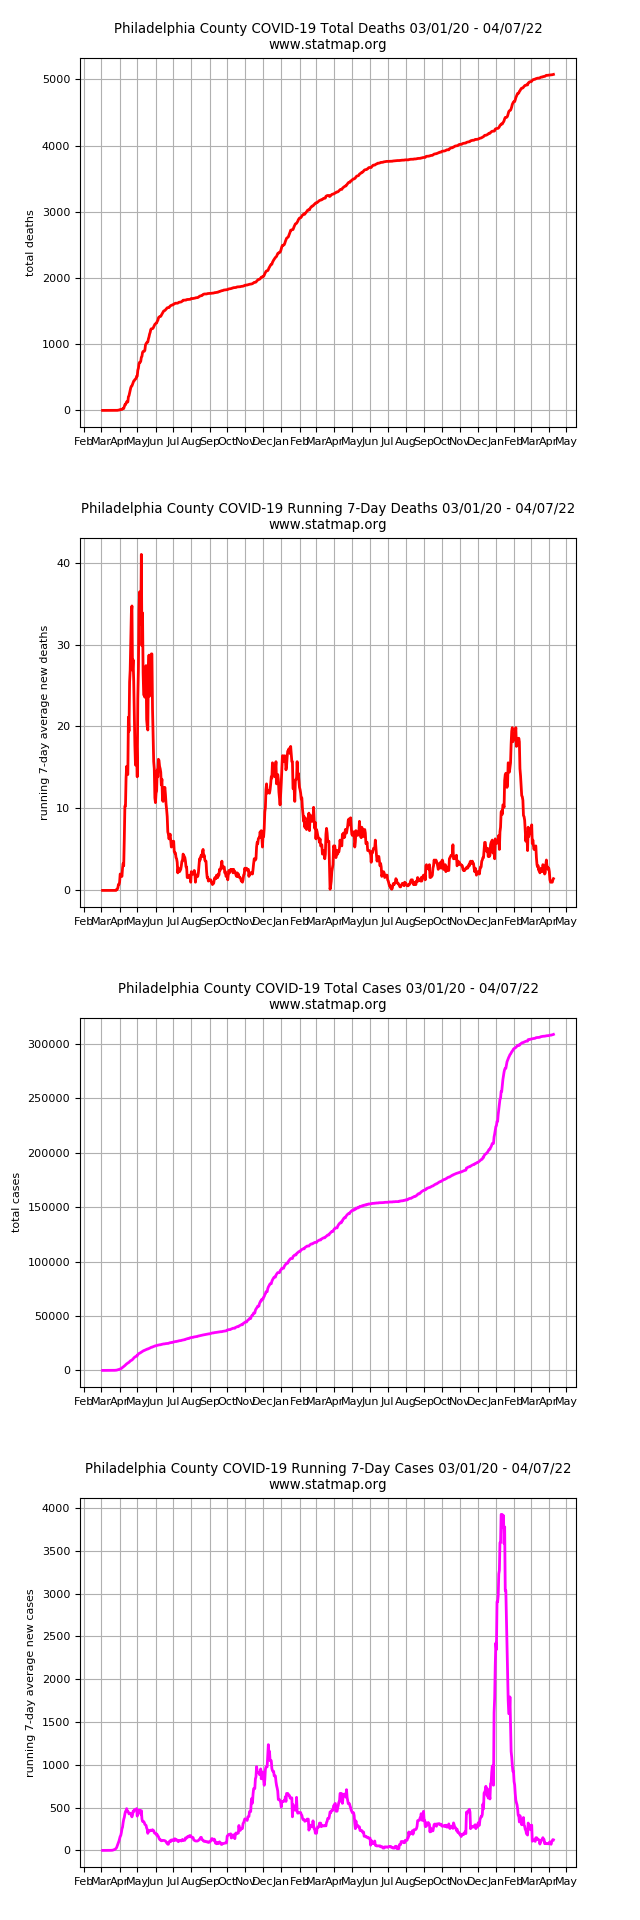 Philadelphia County COVID-19 Total Deaths 03/01/20 - 04/07/22
www.statmap.org
5000
4000
3000
2000
1000
0
total deaths
Feb Mar Apr May Jun Jul Aug Sep Oct Nov Dec Jan Feb Mar Apr May Jun Jul Aug Sep Oct Nov Dec Jan Feb Mar Apr May
Philadelphia County COVID-19 Running 7-Day Deaths 03/01/20 - 04/07/22
www.statmap.org
40
30
20
10
0
running 7-day average new deaths
Feb Mar Apr May Jun Jul Aug Sep Oct Nov Dec Jan Feb Mar Apr May Jun Jul Aug Sep Oct Nov Dec Jan Feb Mar Apr May
Philadelphia County COVID-19 Total Cases 03/01/20 - 04/07/22
www.statmap.org
300000
250000
200000
150000
100000
50000
0
total cases
Feb Mar Apr May Jun Jul Aug Sep Oct Nov Dec Jan Feb Mar Apr May Jun Jul Aug Sep Oct Nov Dec Jan Feb Mar Apr May
Philadelphia County COVID-19 Running 7-Day Cases 03/01/20 - 04/07/22
www.statmap.org
4000
3500
3000
2500
2000
1500
1000
500
0
running 7-day average new cases
Feb Mar Apr May Jun Jul Aug Sep Oct Nov Dec Jan Feb Mar Apr May Jun Jul Aug Sep Oct Nov Dec Jan Feb Mar Apr May